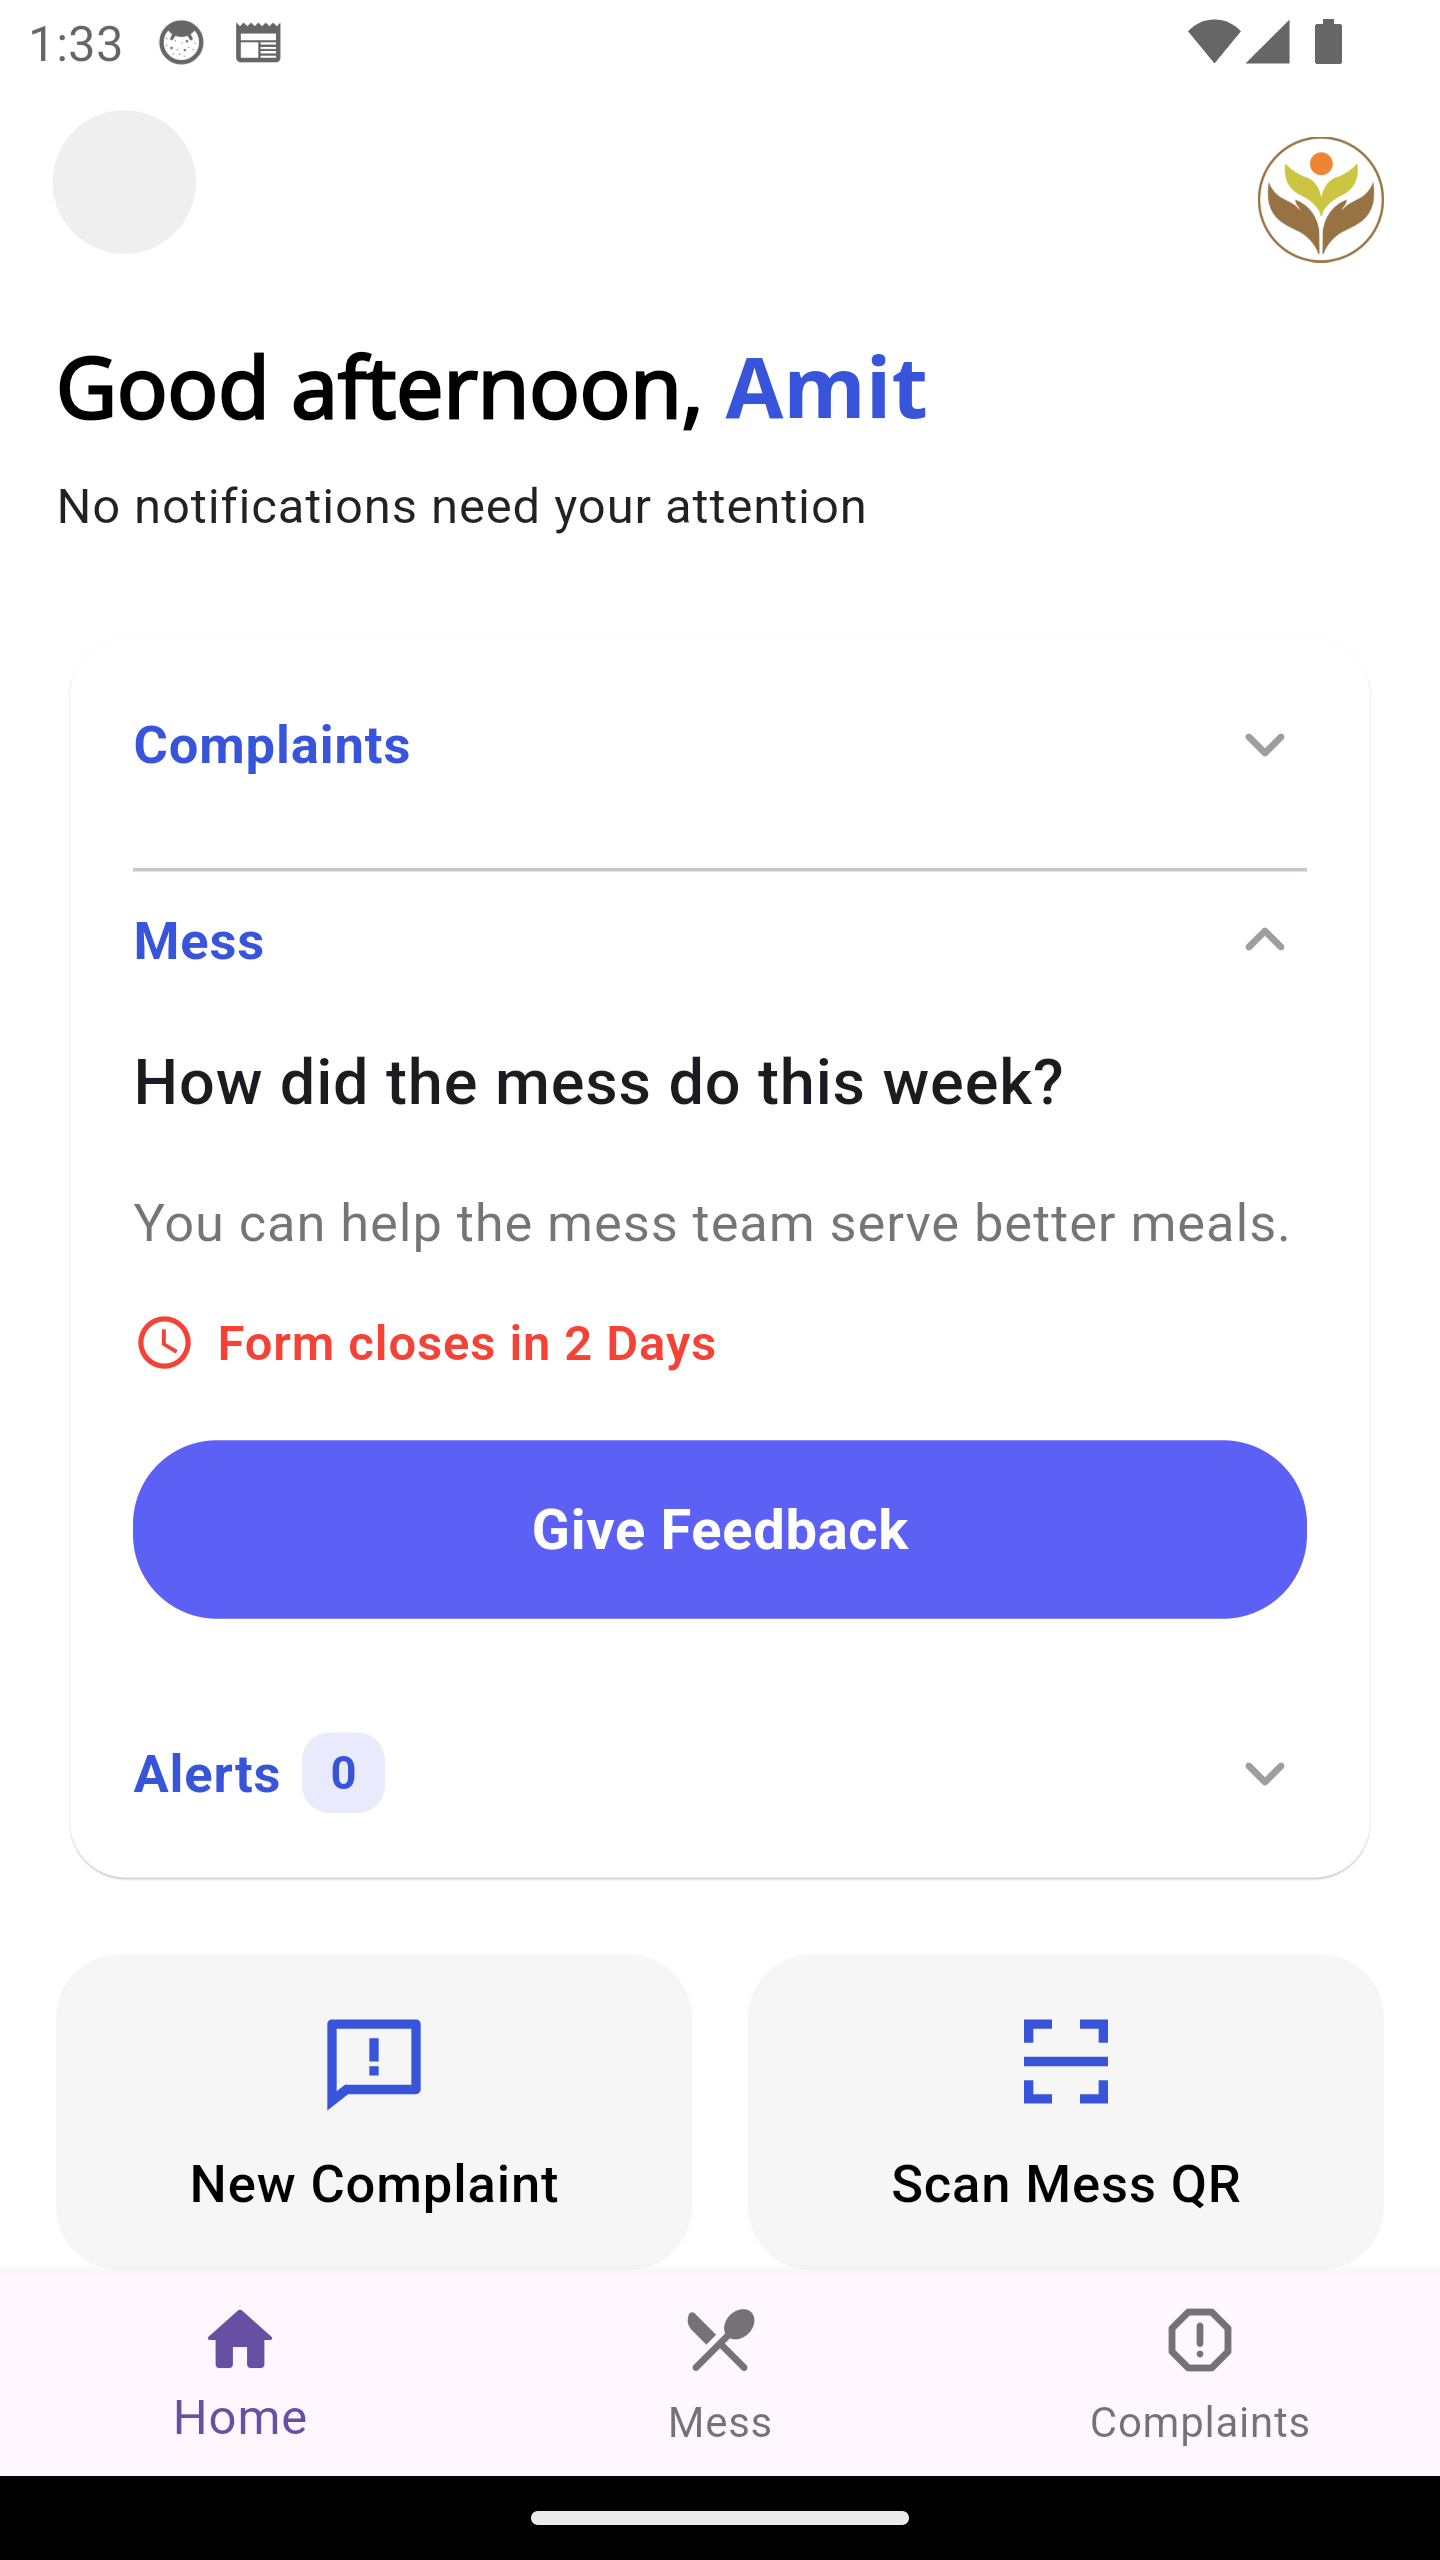 1:33
Good afternoon, Amit
No notifications need your attention
Complaints
Mess
How did the mess do this week?
You can help the mess team serve better meals.
Form closes in 2 Days
Give Feedback
Alerts 0
New Complaint
Scan Mess QR
Home
Mess
Complaints